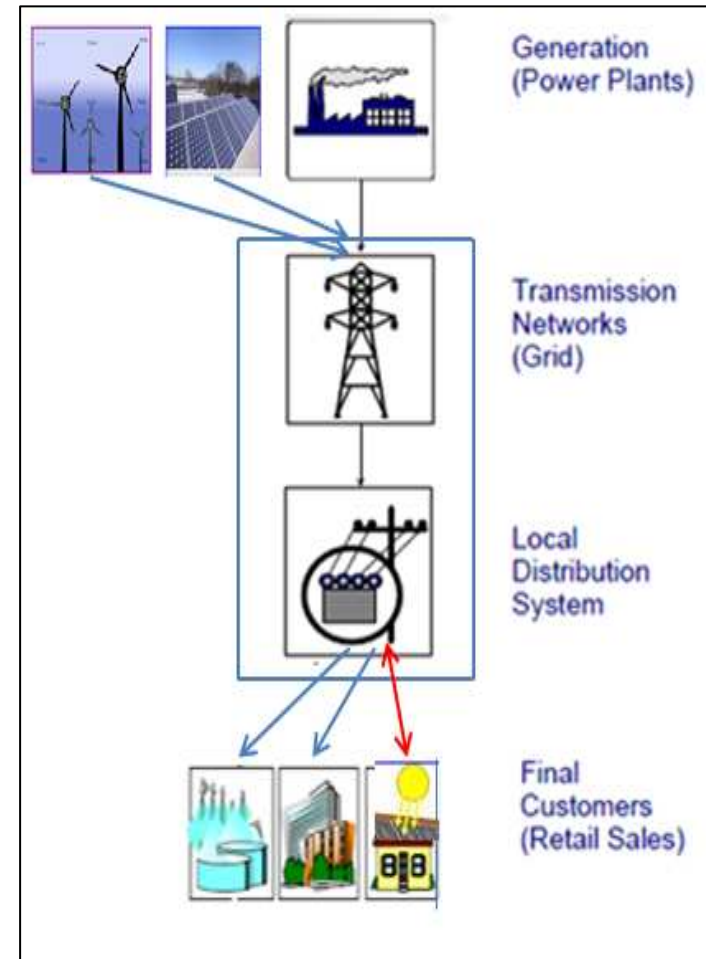 Generation
(Power Plants)
Transmission
Networks
(Grid)
Local
Distribution
System
Final
Customers
(Retail Sales)